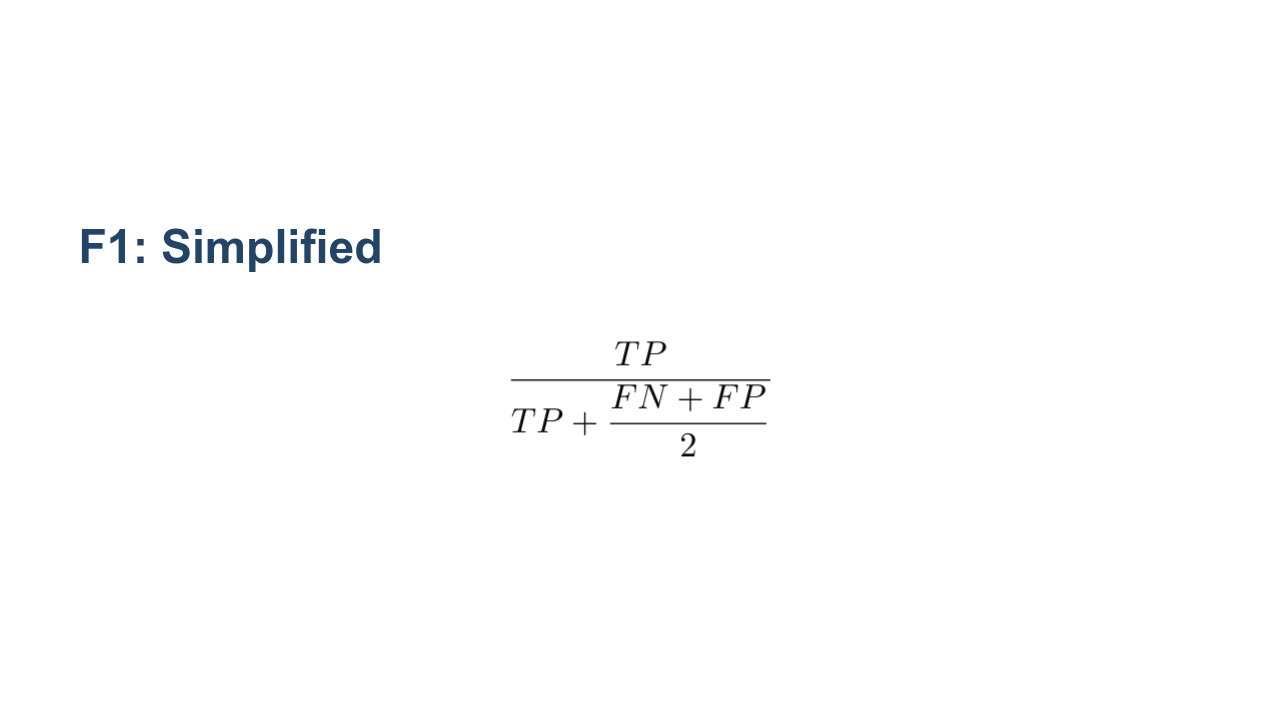 F1: Simplified
TP
TP + FN + FP
2